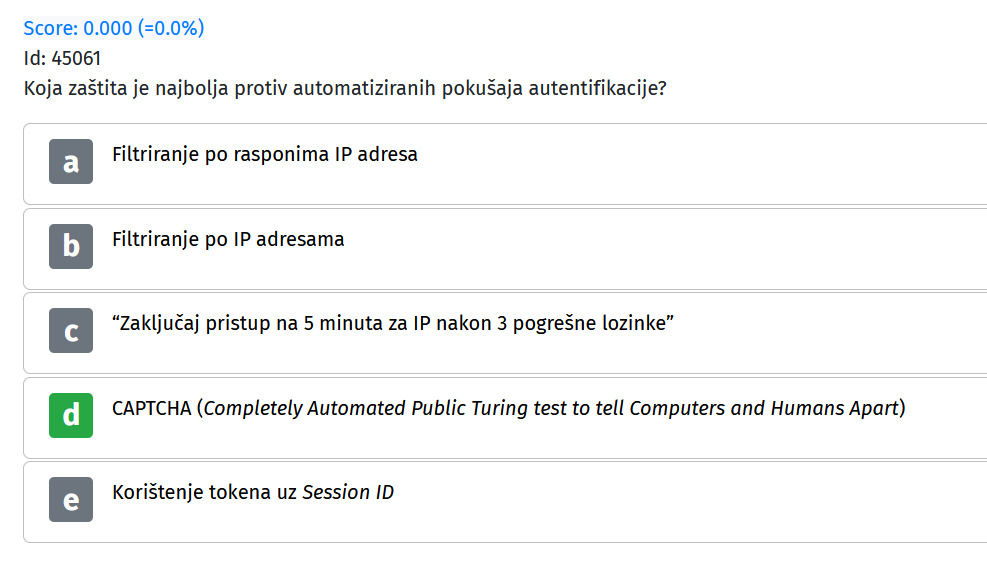 Score: 0.000 (=0.0%)
Id: 45061
Koja zaštita je najbolja protiv automatiziranih pokušaja autentifikacije?
a Filtriranje po rasponima IP adresa
b Filtriranje po IP adresama
c “Zaključaj pristup na 5 minuta za IP nakon 3 pogrešne lozinke”
d CAPTCHA (Completely Automated Public Turing test to tell Computers and Humans Apart)
e Korištenje tokena uz Session ID